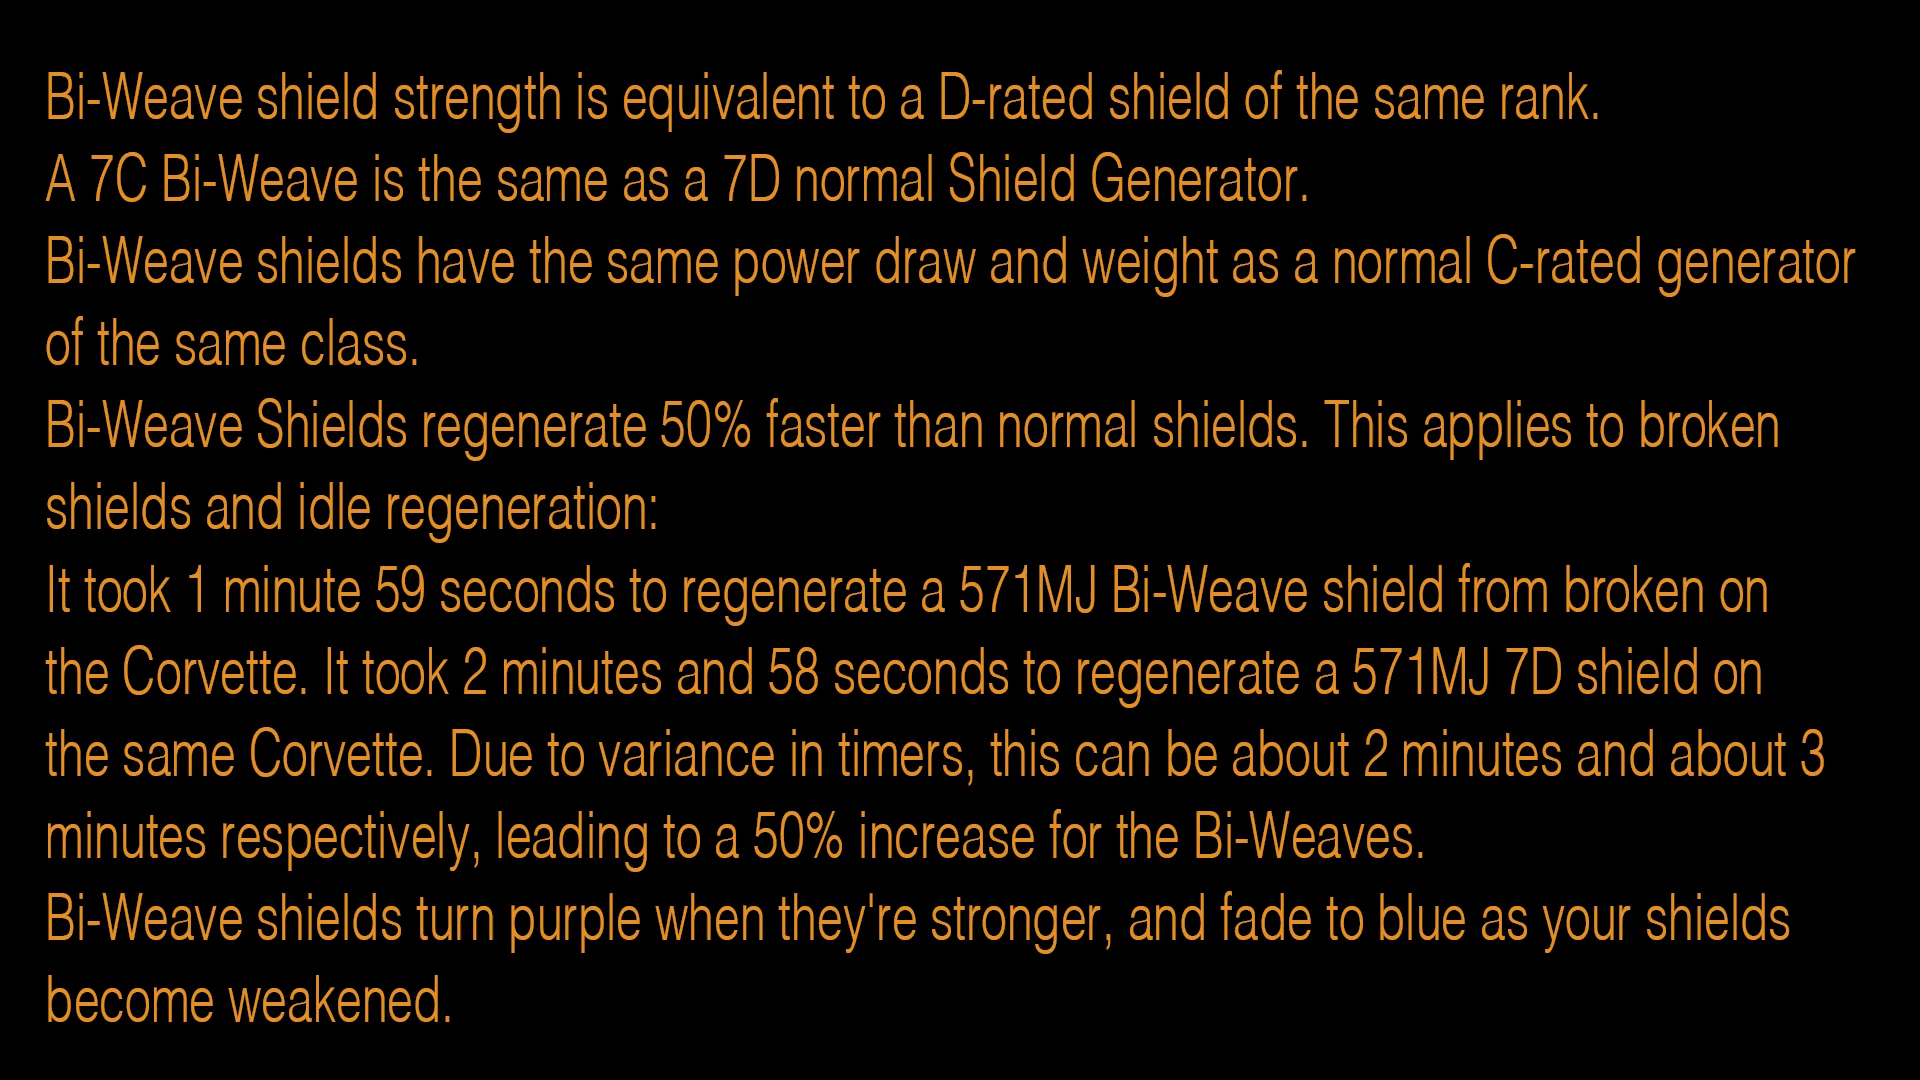 Bi-Weave shield strength is equivalent to a D-rated shield of the same rank.
A 7C Bi-Weave is the same as a 7D normal Shield Generator.
Bi-Weave shields have the same power draw and weight as a normal C-rated generator
of the same class.
Bi-Weave Shields regenerate 50% faster than normal shields. This applies to broken
shields and idle regeneration:
It took 1 minute 59 seconds to regenerate a 571MJ Bi-Weave shield from broken on
the Corvette. It took 2 minutes and 58 seconds to regenerate a 571MJ 7D shield on
the same Corvette. Due to variance in timers, this can be about 2 minutes and about 3
minutes respectively, leading to a 50% increase for the Bi-Weaves.
Bi-Weave shields turn purple when they're stronger, and fade to blue as your shields
become weakened.